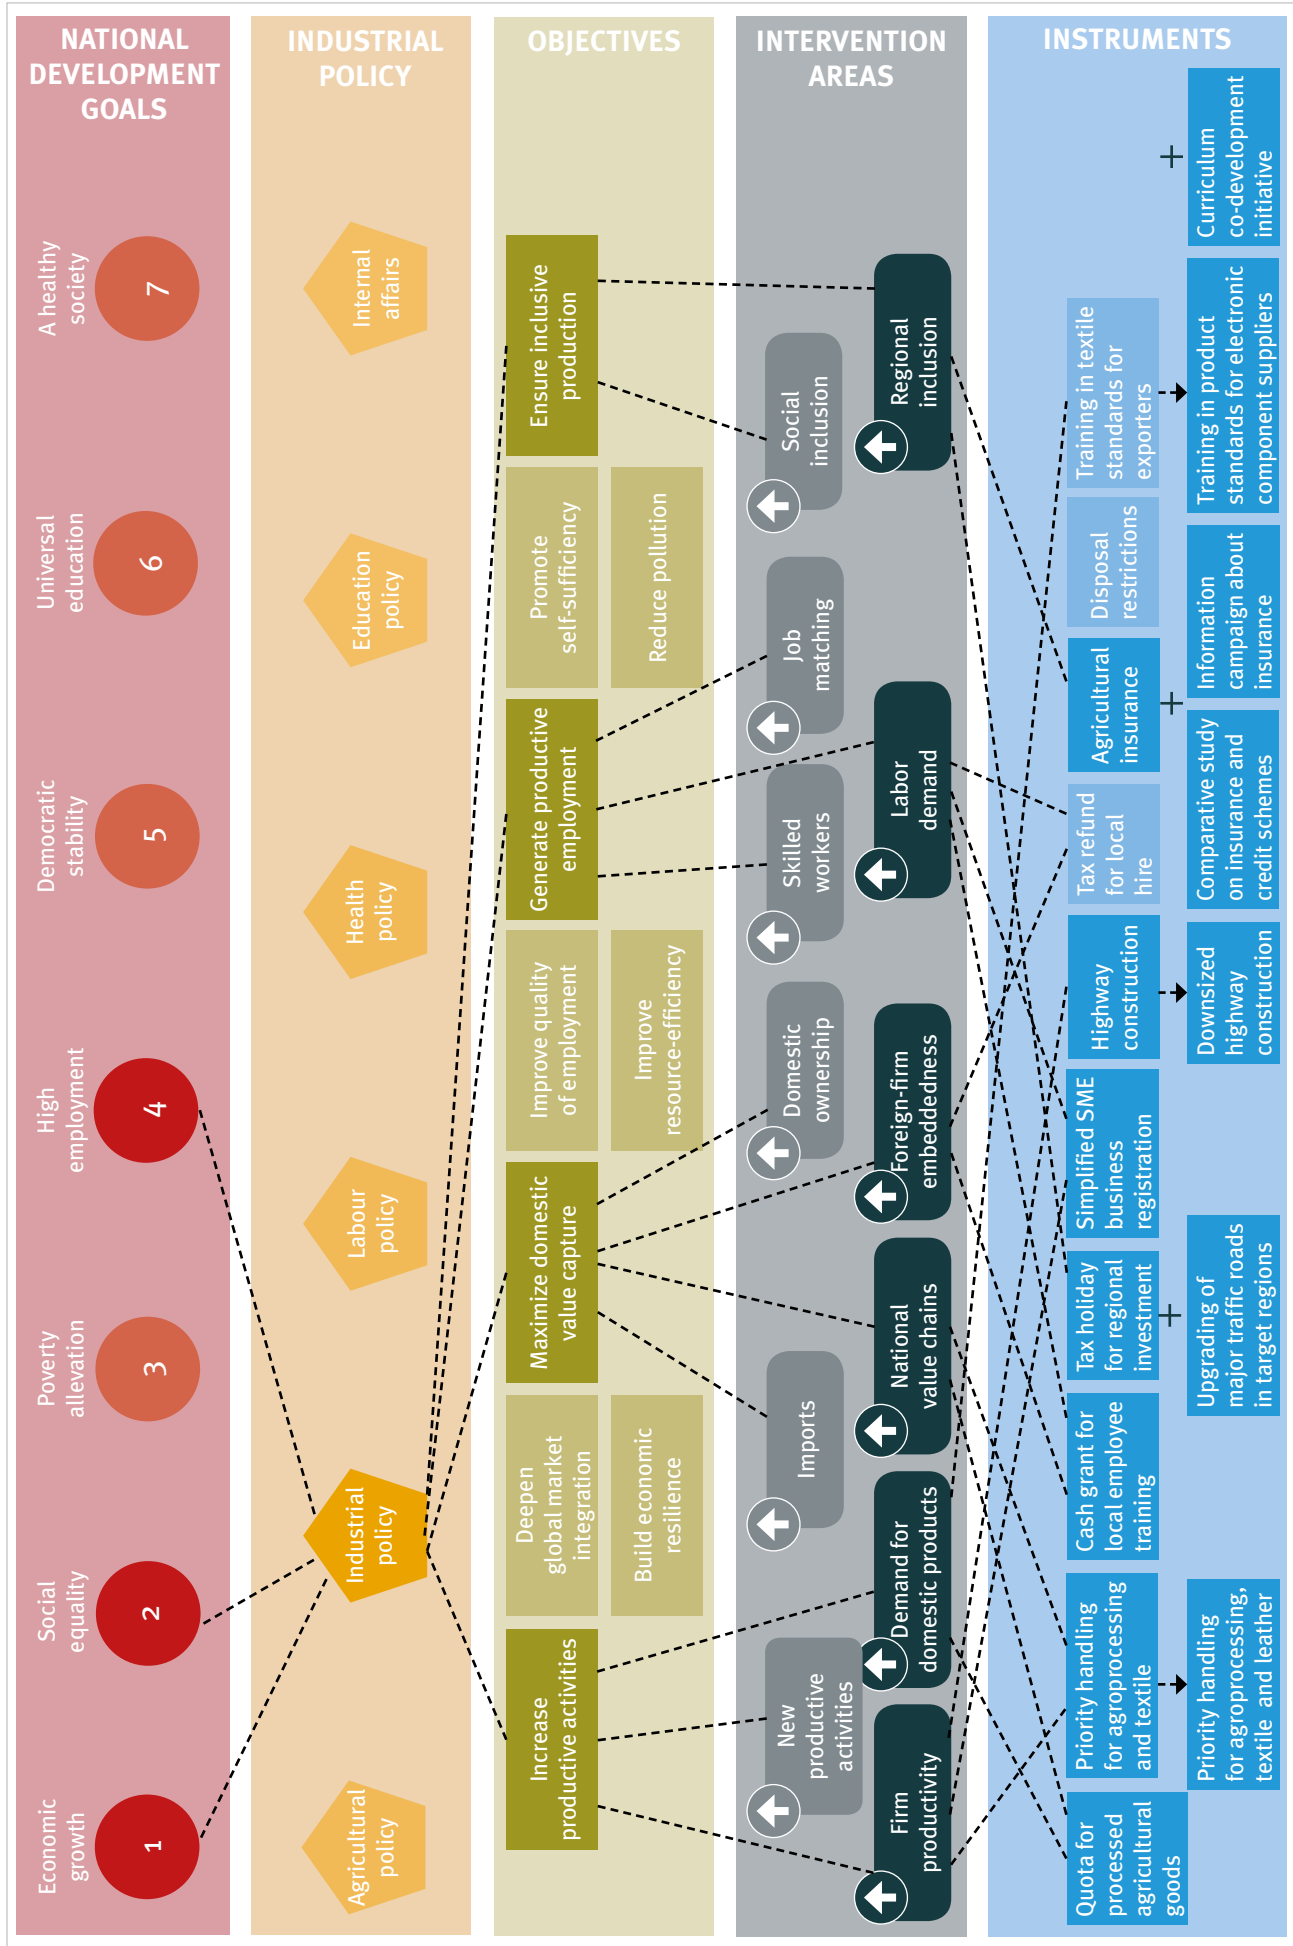 NATIONAL
DEVELOPMENT
GOALS
Economic
growth
1
Social
equality
2
Poverty
allevation
3
High
employment
4
Democratic
stability
5
Universal
education
6
A healthy
society
7
INDUSTRIAL
POLICY
Agricultural
policy
Industrial
policy
Labour
policy
Health
policy
Education
policy
Internal
affairs
OBJECTIVES
Increase
productive activities
Deepen
global market
integration
Build economic
resilience
Maximize domestic
value capture
Improve quality
of employment
Improve
resource-efficiency
Generate productive
employment
Promote
self-sufficiency
Reduce pollution
Ensure inclusive
production
INTERVENTION
AREAS
New
productive
activities
Imports
Domestic
ownership
Skilled
workers
Job
matching
Social
inclusion
Firm
productivity
Demand for
domestic products
National
value chains
Foreign-firm
embeddedness
Labor
demand
Regional
inclusion
INSTRUMENTS
Quota for
processed
agricultural
goods
Priority handling
for agroprocessing
and textile
Cash grant for
local employee
training
Tax holiday
for regional
investment
+
Simplified SME
business
registration
Highway
construction
Tax refund
for local
hire
Agricultural
insurance
+
Disposal
restrictions
Training in textile
standards for
exporters
+
Priority handling
for agroprocessing,
textile and leather
Upgrading of
major traffic roads
in target regions
Downsized
highway
construction
Comparative study
on insurance and
credit schemes
Information
campaign about
insurance
Training in product
standards for electronic
component suppliers
Curriculum
co-development
initiative